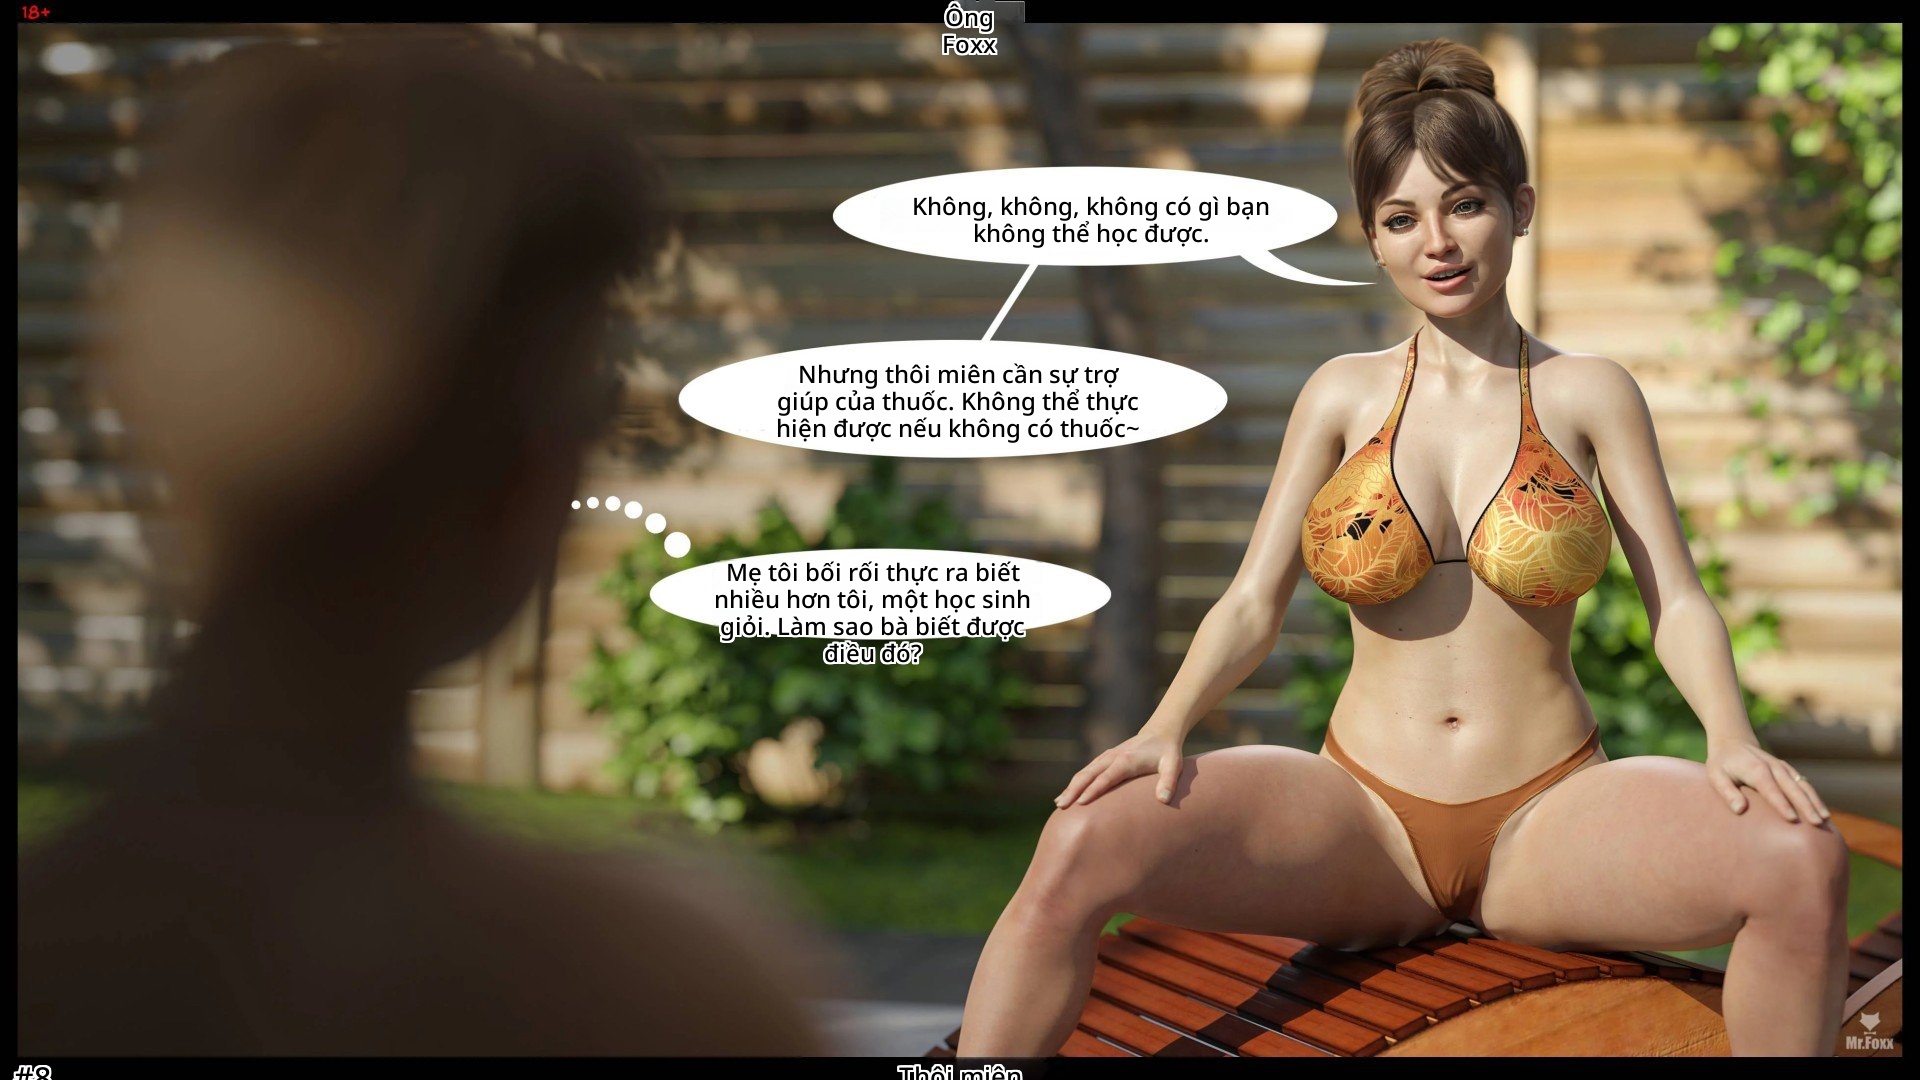 18+
Ông
Foxx
Không, không, không có gì bạn
không thể học được.
Nhưng thôi miên cần sự trợ
giúp của thuốc. Không thể thực
hiện được nếu không có thuốc~
Mẹ tôi bối rối thực ra biết
nhiều hơn tôi, một học sinh
giỏi. Làm sao bà biết được
điều đó?
Mr.Foxx
#8
Thôi miên